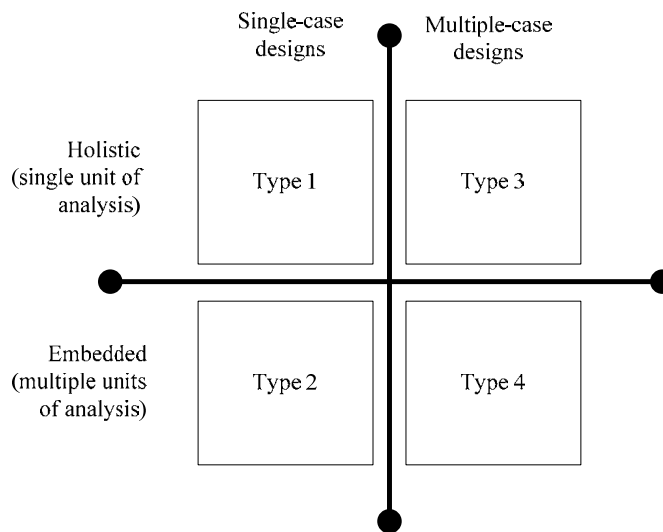 Single-case
designs
Multiple-case
designs
Holistic
(single unit of
analysis)
Type 1
Type 3
Embedded
(multiple units
of analysis)
Type 2
Type 4